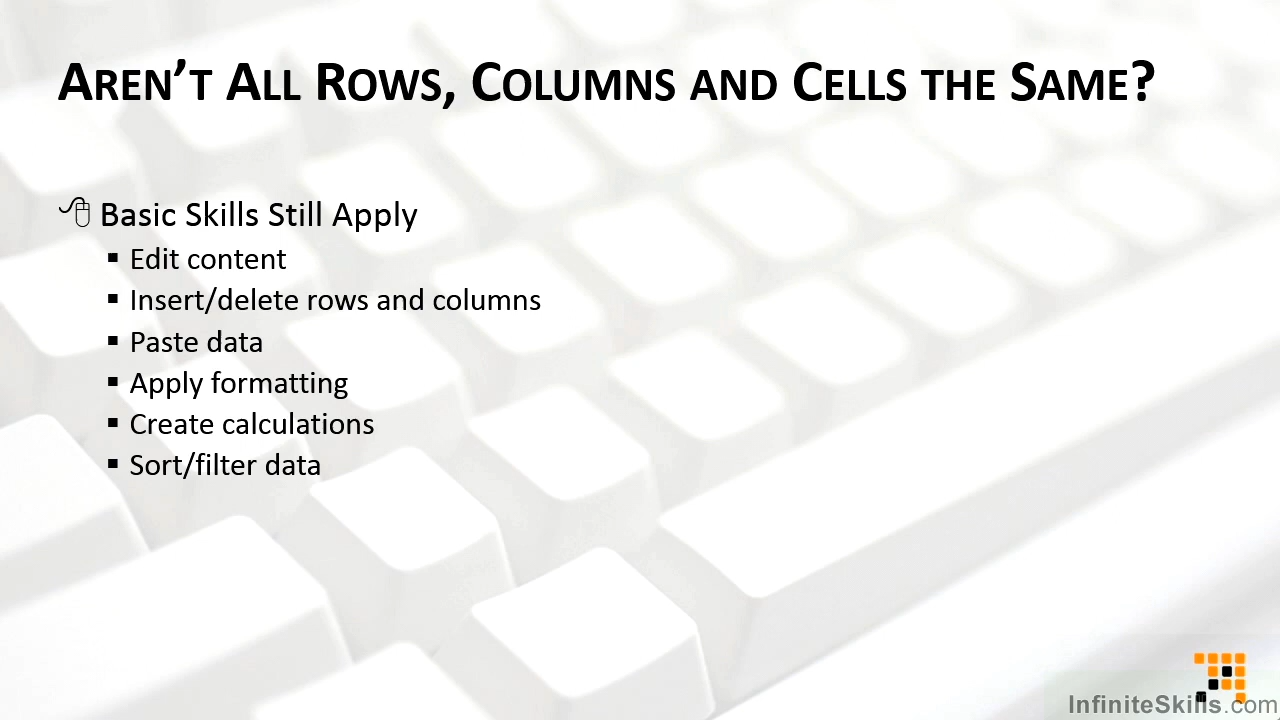 Aren’t All Rows, Columns and Cells the Same?
Basic Skills Still Apply
Edit content
Insert/delete rows and columns
Paste data
Apply formatting
Create calculations
Sort/filter data
InfiniteSkills.com